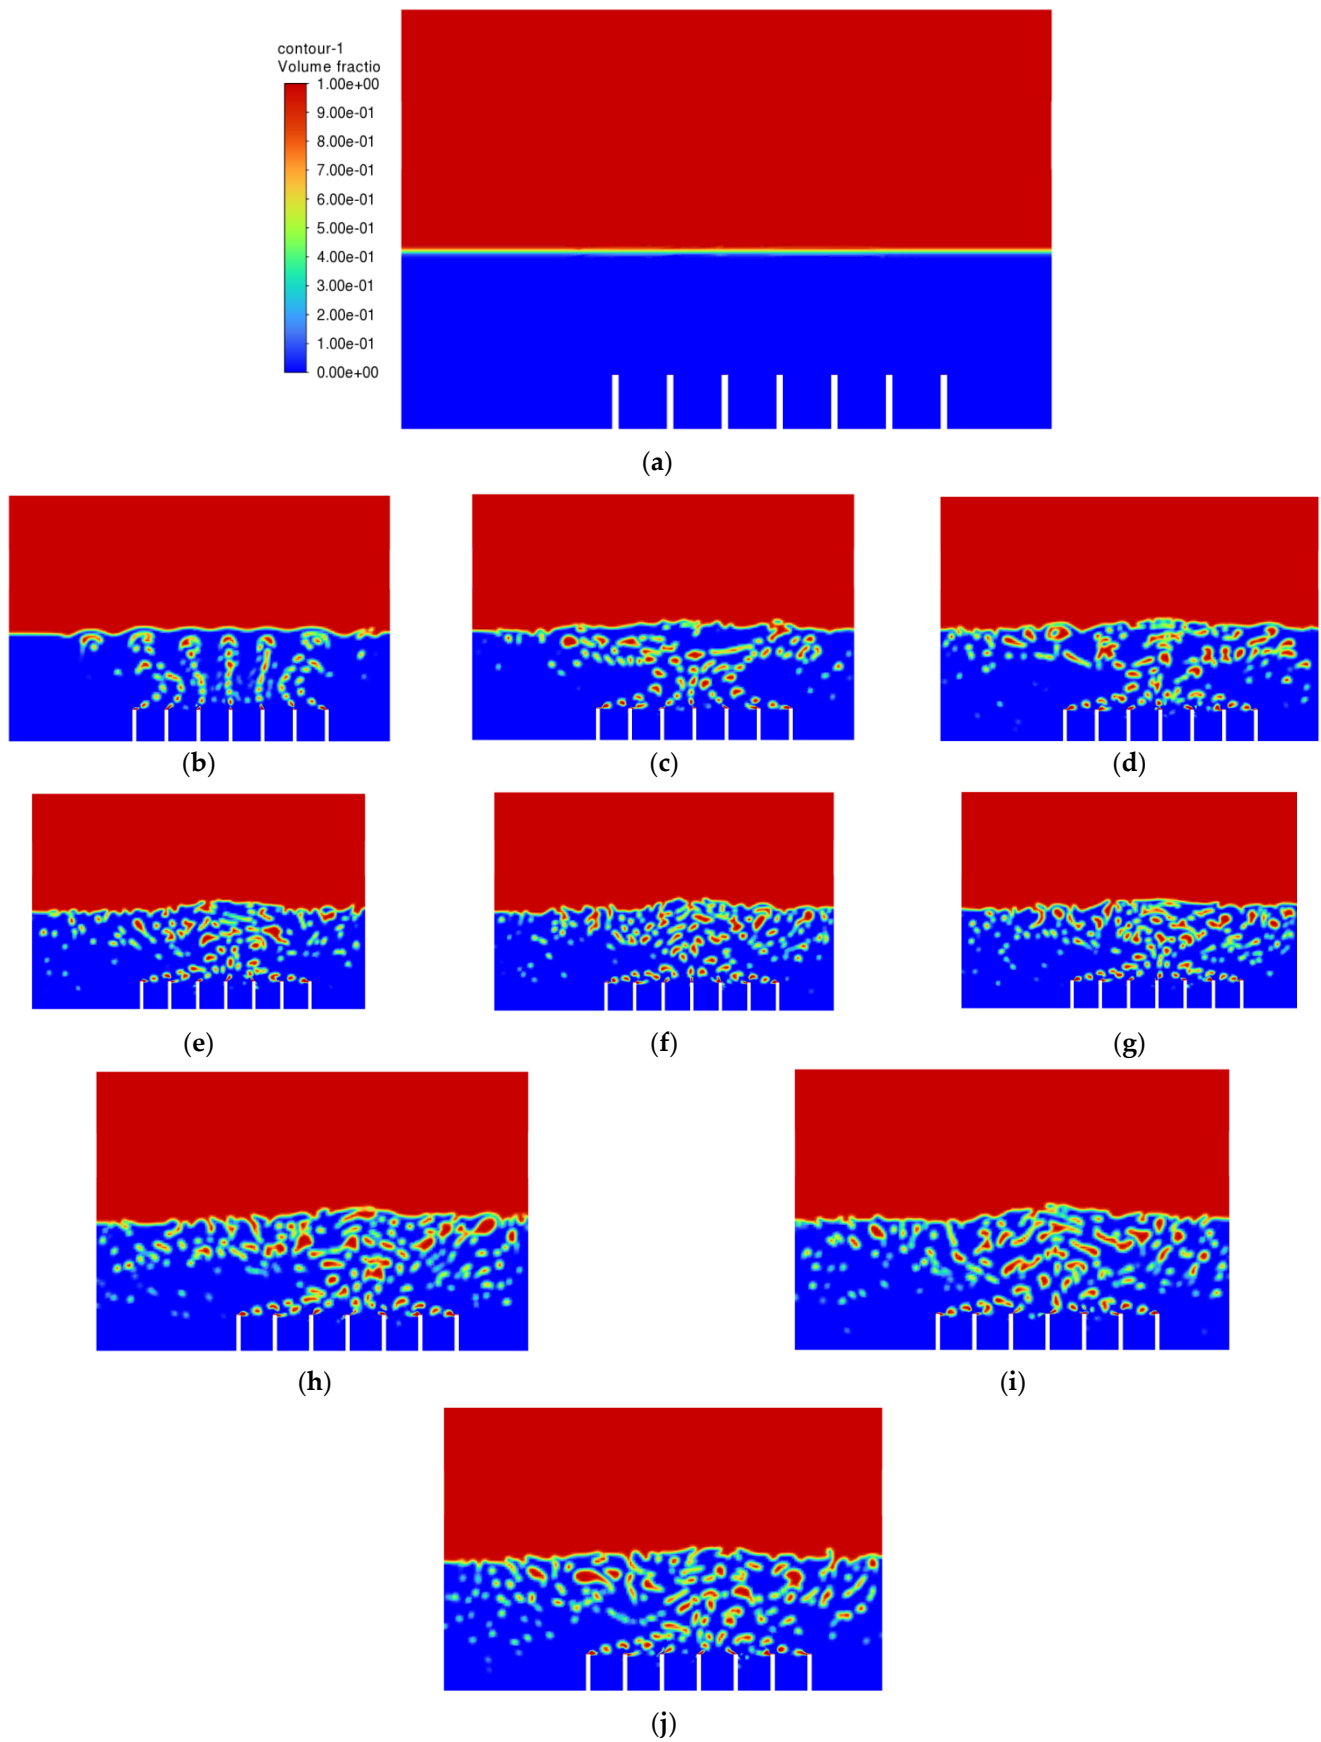 contour-1
Volume fractio
1.00e+00
9.00e-01
8.00e-01
7.00e-01
6.00e-01
5.00e-01
4.00e-01
3.00e-01
2.00e-01
1.00e-01
0.00e+00
(a)
(b) (c) (d)
(e) (f) (g)
(h) (i)
(j)